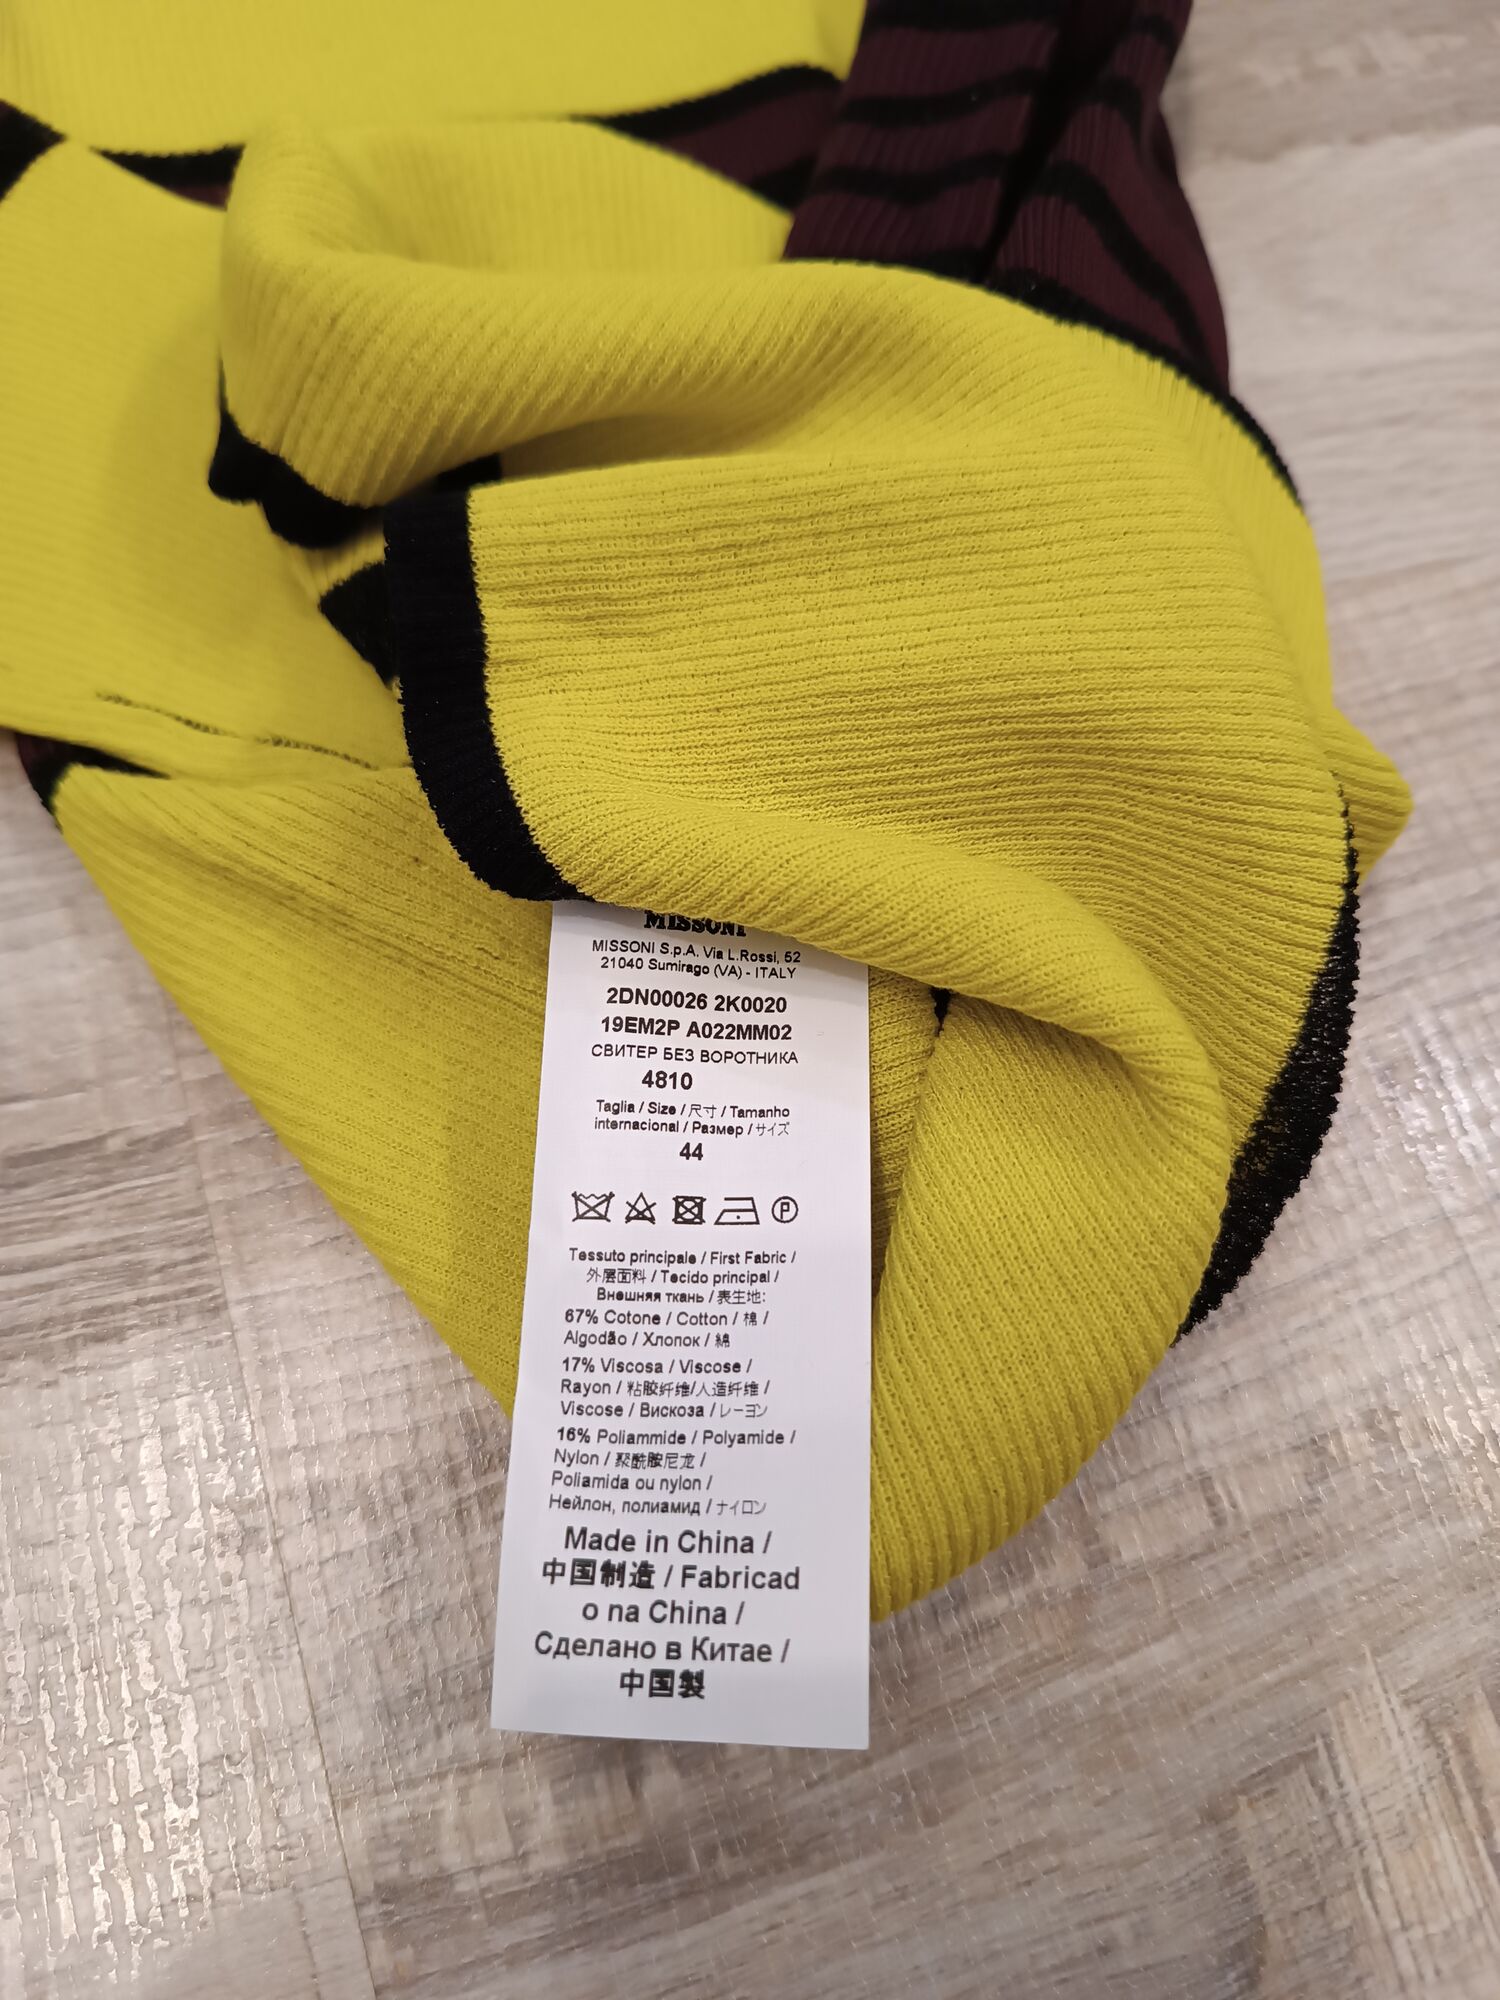 MISSONI
MISSONI S.p.A. Via L.Rossi, 52
21040 Sumirago (VA) - ITALY
2DN00026 2K0020
19EM2P A022MM02
СВИТЕР БЕЗ ВОРОТНИКА
4810
Taglia / Size / 尺寸 / Tamanho
internacional / Размер / サイズ
44
P
Tessuto principale / First Fabric /
外层面料 / Tecido principal /
Внешняя ткань / 表生地:
67% Cotone / Cotton / 棉 /
Algodão / Хлопок / 綿
17% Viscosa / Viscose /
Rayon / 粘胶纤维/人造纤维 /
Viscose / Вискоза / レーヨン
16% Poliammide / Polyamide /
Nylon / 聚酰胺尼龙 /
Poliamida ou nylon /
Нейлон, полиамид / ナイロン
Made in China /
中国制造 / Fabricad
o na China /
Сделано в Китае /
中国製